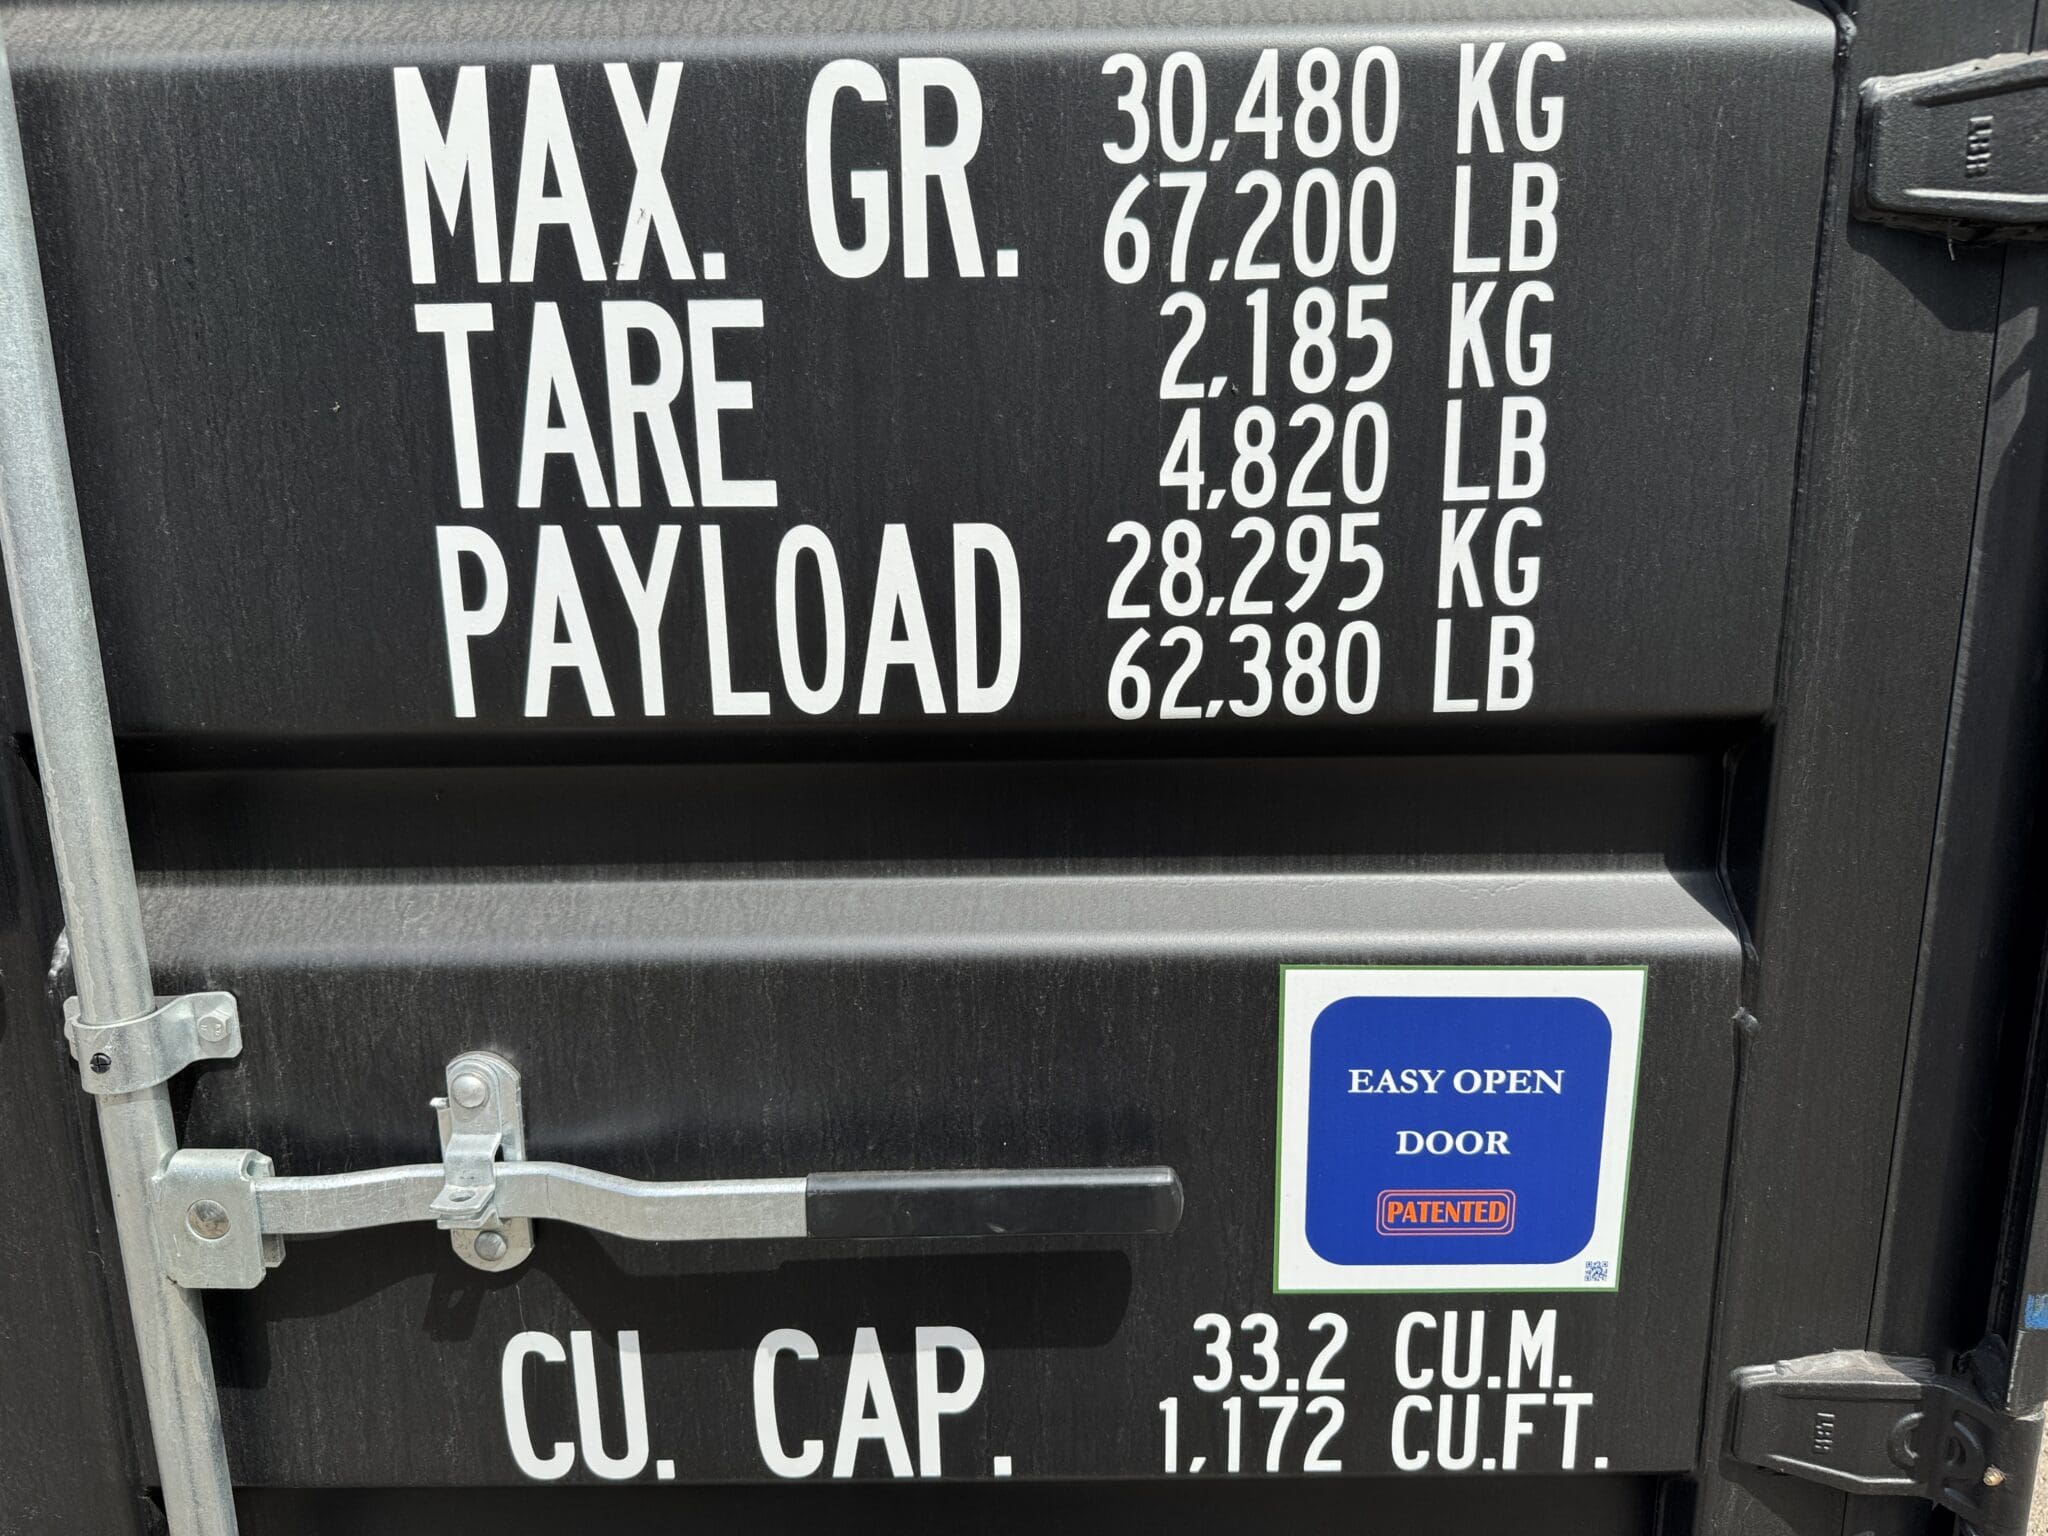 MAX. GR. 30,480 KG
67,200 LB
TARE 2,185 KG
4,820 LB
PAYLOAD 28,295 KG
62,380 LB
EASY OPEN
DOOR
PATENTED
CU. CAP. 33.2 CU.M.
1,172 CU.FT.